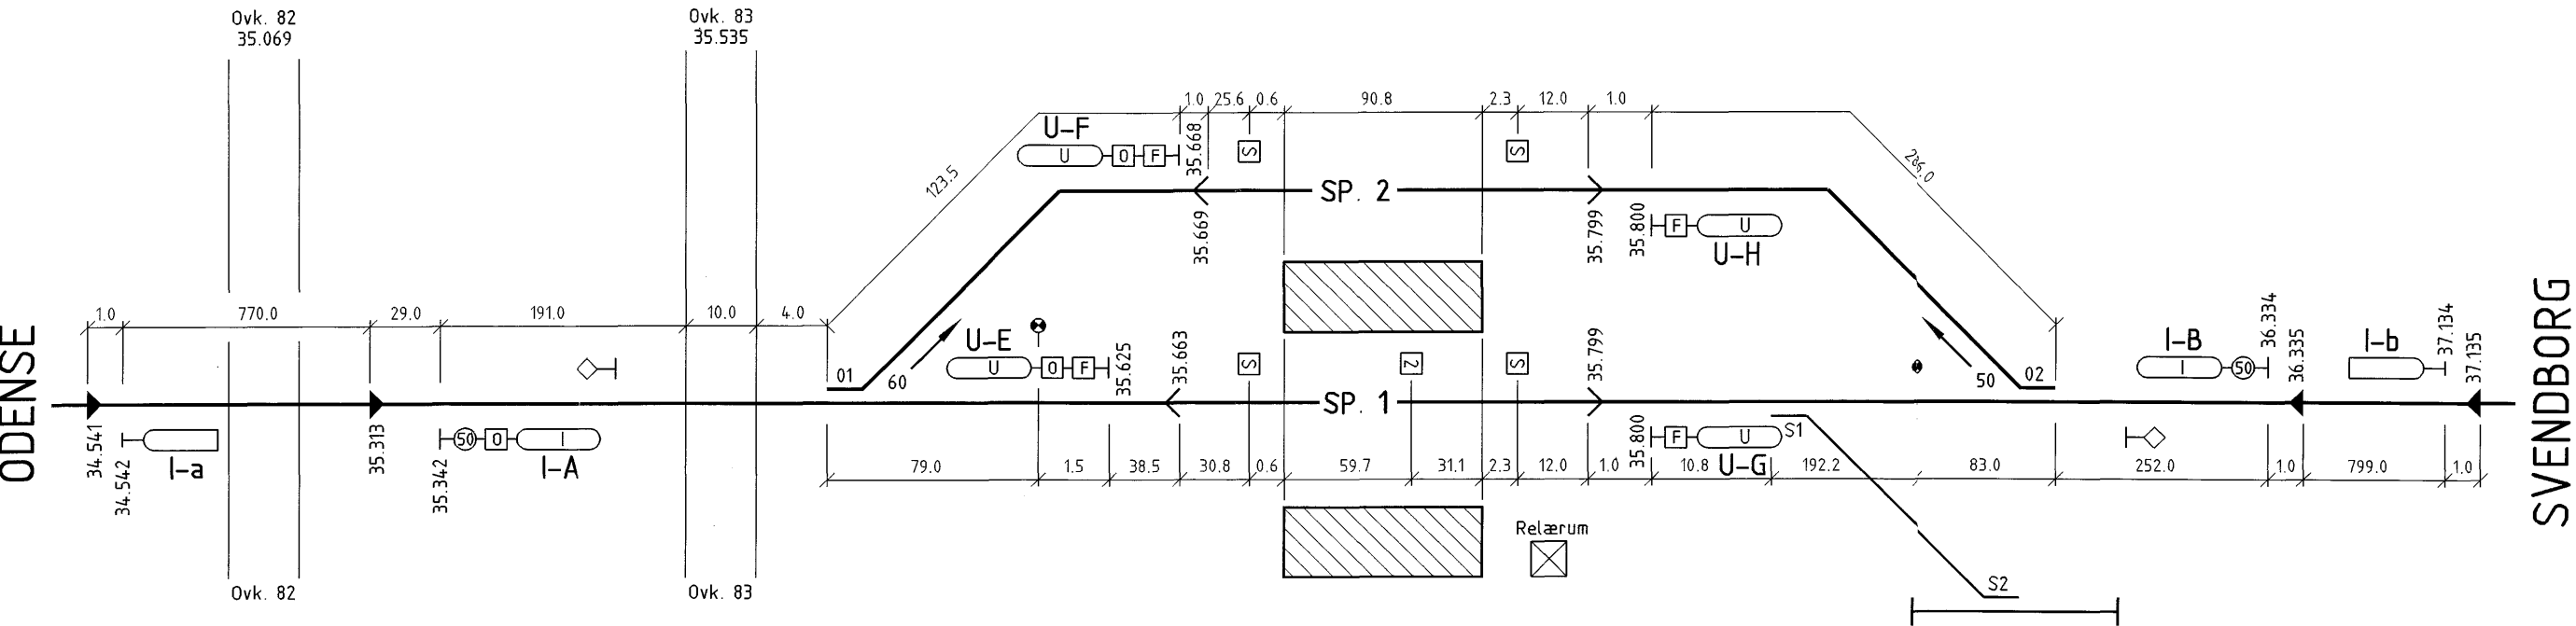 Ovk. 82
35.069
Ovk. 83
35.535
1.0 25.6 0.6 90.8 2.3 12.0 1.0
U-F
U O F
35.668
S
S
123.5
SP. 2
35.669
35.799
35.800
F U
U-H
ODENSE
1.0 770.0 29.0 191.0 10.0 4.0
U-E
U O F
35.625
35.663
S
Z
S
35.799
01
60
SP. 1
50
02
I-B
I 50
36.334
36.335
I-b
37.134
37.135
SVENDBORG
34.541
34.542
I-a
35.313
35.342
50 O I
I-A
35.800
F U
U-G
S1
79.0 1.5 38.5 30.8 0.6 59.7 31.1 2.3 12.0 1.0 10.8 192.2 83.0 252.0 1.0 799.0 1.0
Relærum
S2
Ovk. 82
Ovk. 83